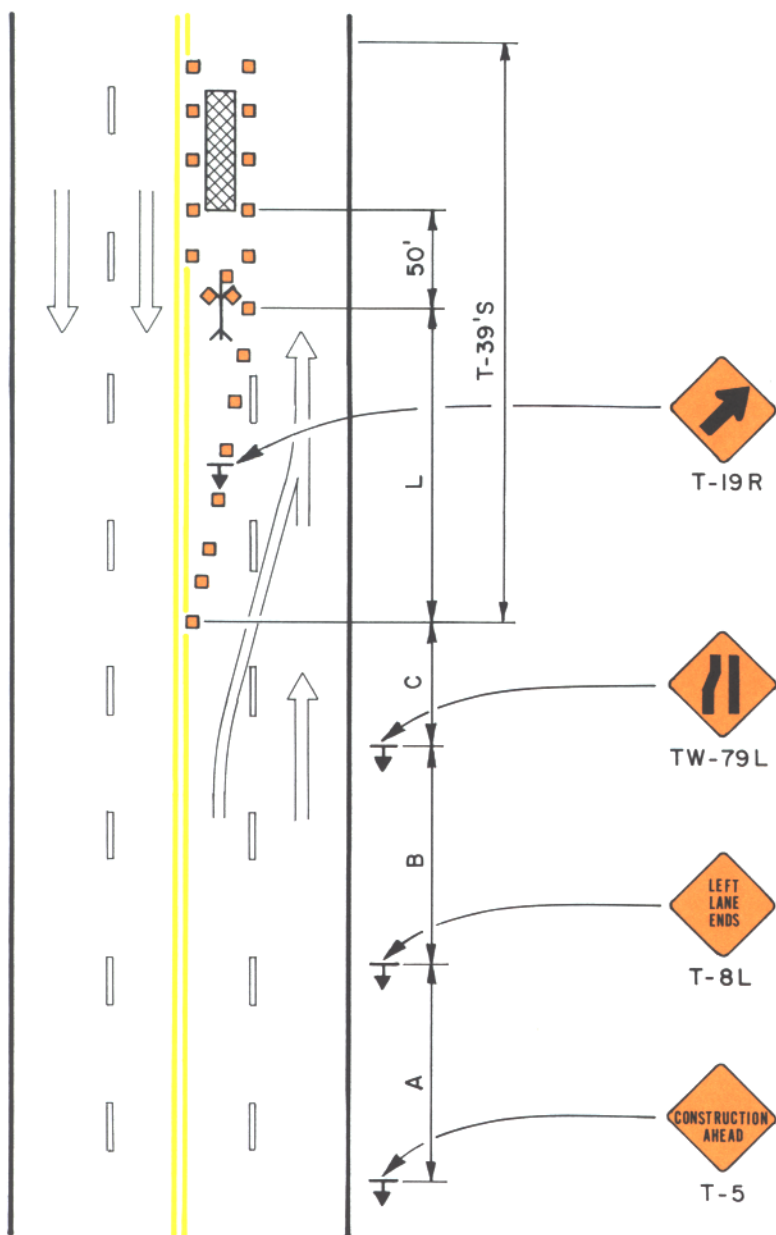 50'
T-39'S
L
T-19R
C
TW-79L
B
LEFT
LANE
ENDS
T-8L
A
CONSTRUCTION
AHEAD
T-5